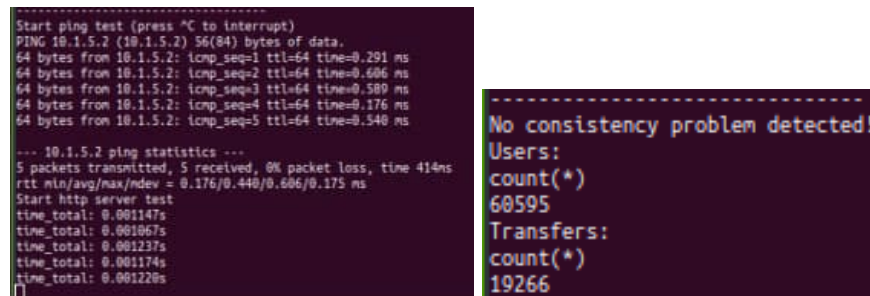 ---------------------------------
Start ping test (press ^C to interrupt)
PING 10.1.5.2 (10.1.5.2) 56(84) bytes of data.
64 bytes from 10.1.5.2: icmp_seq=1 ttl=64 time=0.291 ms
64 bytes from 10.1.5.2: icmp_seq=2 ttl=64 time=0.606 ms
64 bytes from 10.1.5.2: icmp_seq=3 ttl=64 time=0.589 ms
64 bytes from 10.1.5.2: icmp_seq=4 ttl=64 time=0.176 ms
64 bytes from 10.1.5.2: icmp_seq=5 ttl=64 time=0.540 ms
--- 10.1.5.2 ping statistics ---
5 packets transmitted, 5 received, 0% packet loss, time 414ms
rtt min/avg/max/mdev = 0.176/0.440/0.606/0.175 ms
Start http server test
time_total: 0.001147s
time_total: 0.001067s
time_total: 0.001237s
time_total: 0.001174s
time_total: 0.001220s
-------------------------------
No consistency problem detected!
Users:
count(*)
60595
Transfers:
count(*)
19266